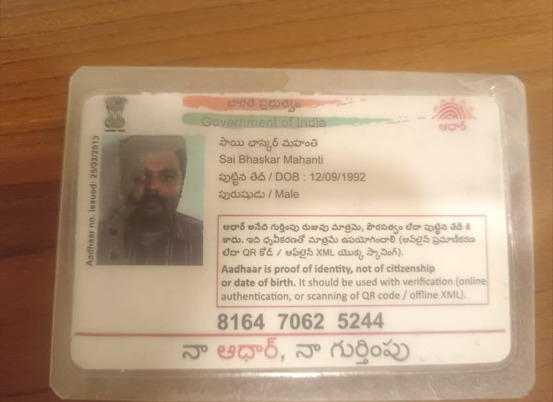 భారత ప్రభుత్వం
Government of India
ఆధార్
Aadhaar no. issued: 25/02/2013
సాయి భాస్కర్ మహంతి
Sai Bhaskar Mahanti
పుట్టిన తేదీ / DOB : 12/09/1992
పురుషుడు / Male
ఆధార్ అనేది గుర్తింపు రుజువు మాత్రమే, పౌరసత్వం లేదా పుట్టిన తేదీ కి
కాదు. ఇది ధృవీకరణతో మాత్రమే ఉపయోగించాలి (ఆన్‌లైన్ ప్రమాణీకరణ
లేదా QR కోడ్ / ఆఫ్‌లైన్ XML యొక్క స్కానింగ్).
Aadhaar is proof of identity, not of citizenship
or date of birth. It should be used with verification (online
authentication, or scanning of QR code / offline XML).
8164 7062 5244
నా ఆధార్, నా గుర్తింపు